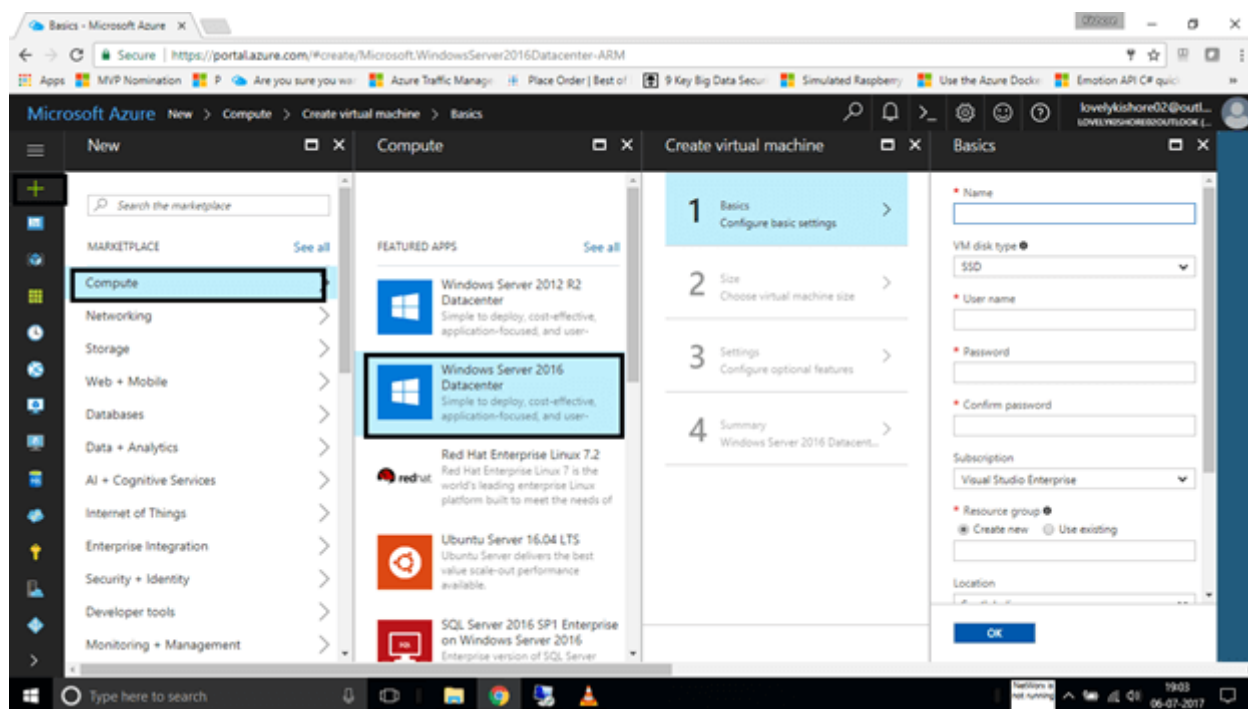 Basics - Microsoft Azure
Secure | https://portal.azure.com/#create/Microsoft.WindowsServer2016Datacenter-ARM
Apps
MVP Nomination
P
Are you sure you wa
Azure Traffic Manage
Place Order | Best of
9 Key Big Data Secu
Simulated Raspberry
Use the Azure Docke
Emotion API C# quic
Microsoft Azure New > Compute > Create virtual machine > Basics
lovelykishore02@outl...
LOVELYKISHORE02OUTLOOK (...
New
Search the marketplace
MARKETPLACE
See all
Compute
Networking
Storage
Web + Mobile
Databases
Data + Analytics
AI + Cognitive Services
Internet of Things
Enterprise Integration
Security + Identity
Developer tools
Monitoring + Management
Compute
FEATURED APPS
See all
Windows Server 2012 R2
Datacenter
Simple to deploy, cost-effective,
application-focused, and user-
Windows Server 2016
Datacenter
Simple to deploy, cost-effective,
application-focused, and user-
redhat
Red Hat Enterprise Linux 7.2
Red Hat Enterprise Linux 7 is the
world's leading enterprise Linux
platform built to meet the needs of
Ubuntu Server 16.04 LTS
Ubuntu Server delivers the best
value scale-out performance
available.
SQL Server 2016 SP1 Enterprise
on Windows Server 2016
Enterprise version of SQL Server
Create virtual machine
1
Basics
Configure basic settings
2
Size
Choose virtual machine size
3
Settings
Configure optional features
4
Summary
Windows Server 2016 Datacent...
Basics
* Name
VM disk type
SSD
* User name
* Password
* Confirm password
Subscription
Visual Studio Enterprise
* Resource group
Create new
Use existing
Location
OK
Type here to search
not running
19:03
06-07-2017